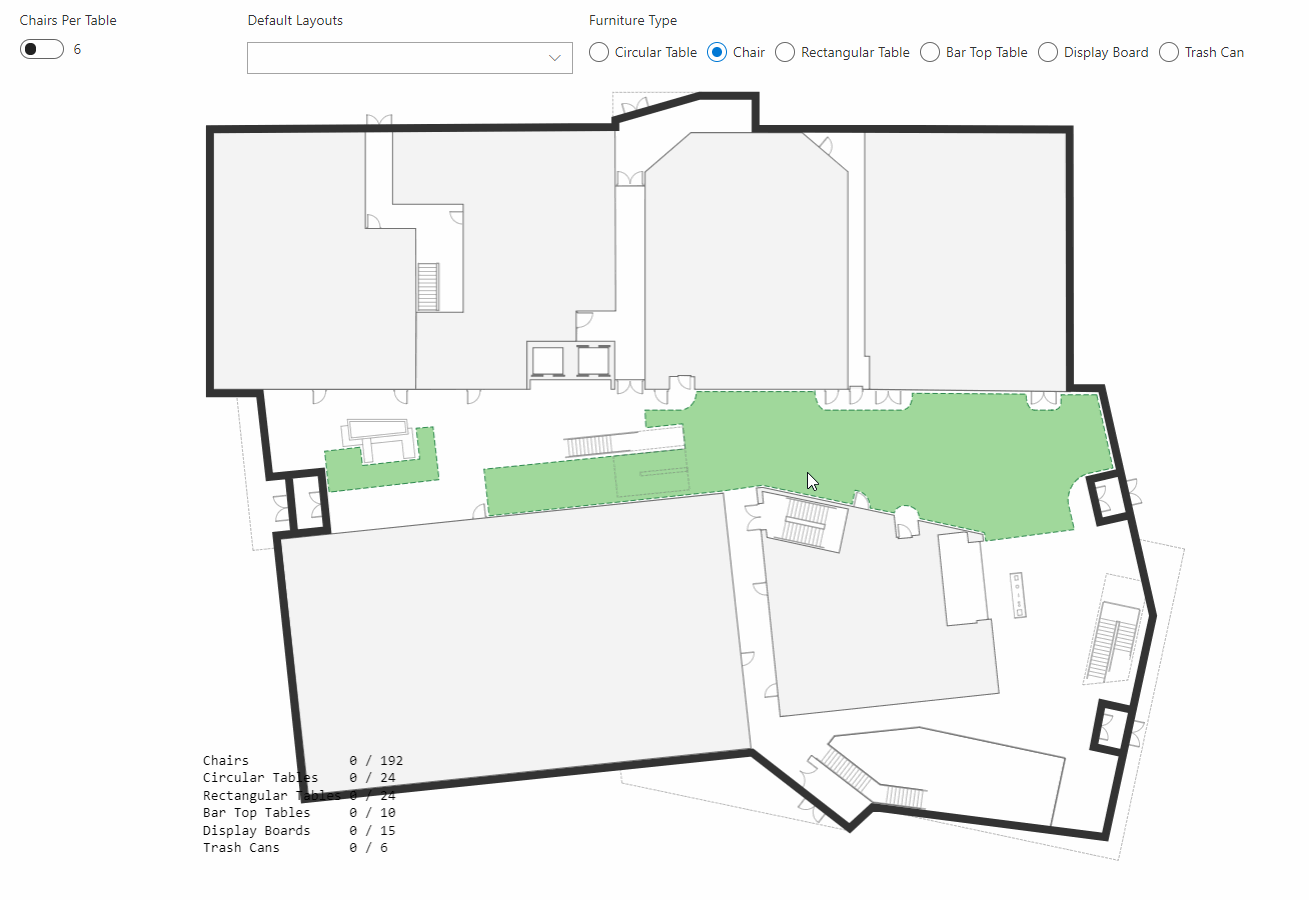 Chairs Per Table
6
Default Layouts
Furniture Type
Circular Table
Chair
Rectangular Table
Bar Top Table
Display Board
Trash Can
Chairs 0 / 192
Circular Tables 0 / 24
Rectangular Tables 0 / 24
Bar Top Tables 0 / 10
Display Boards 0 / 15
Trash Cans 0 / 6